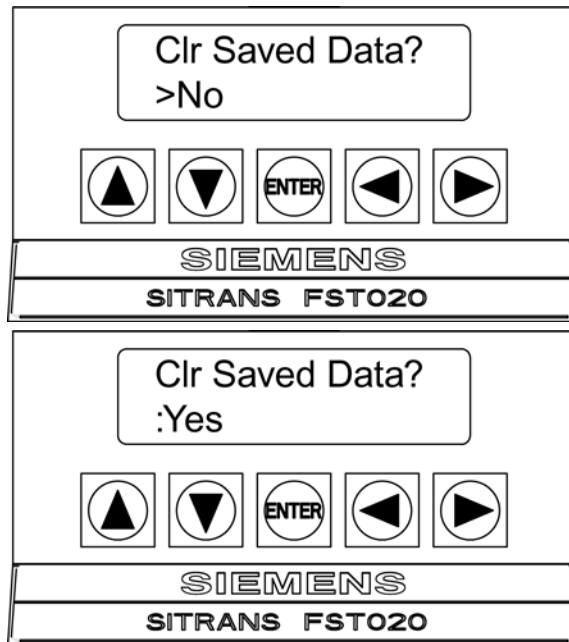 Clr Saved Data?
>No
ENTER
SIEMENS
SITRANS FST020
Clr Saved Data?
:Yes
ENTER
SIEMENS
SITRANS FST020